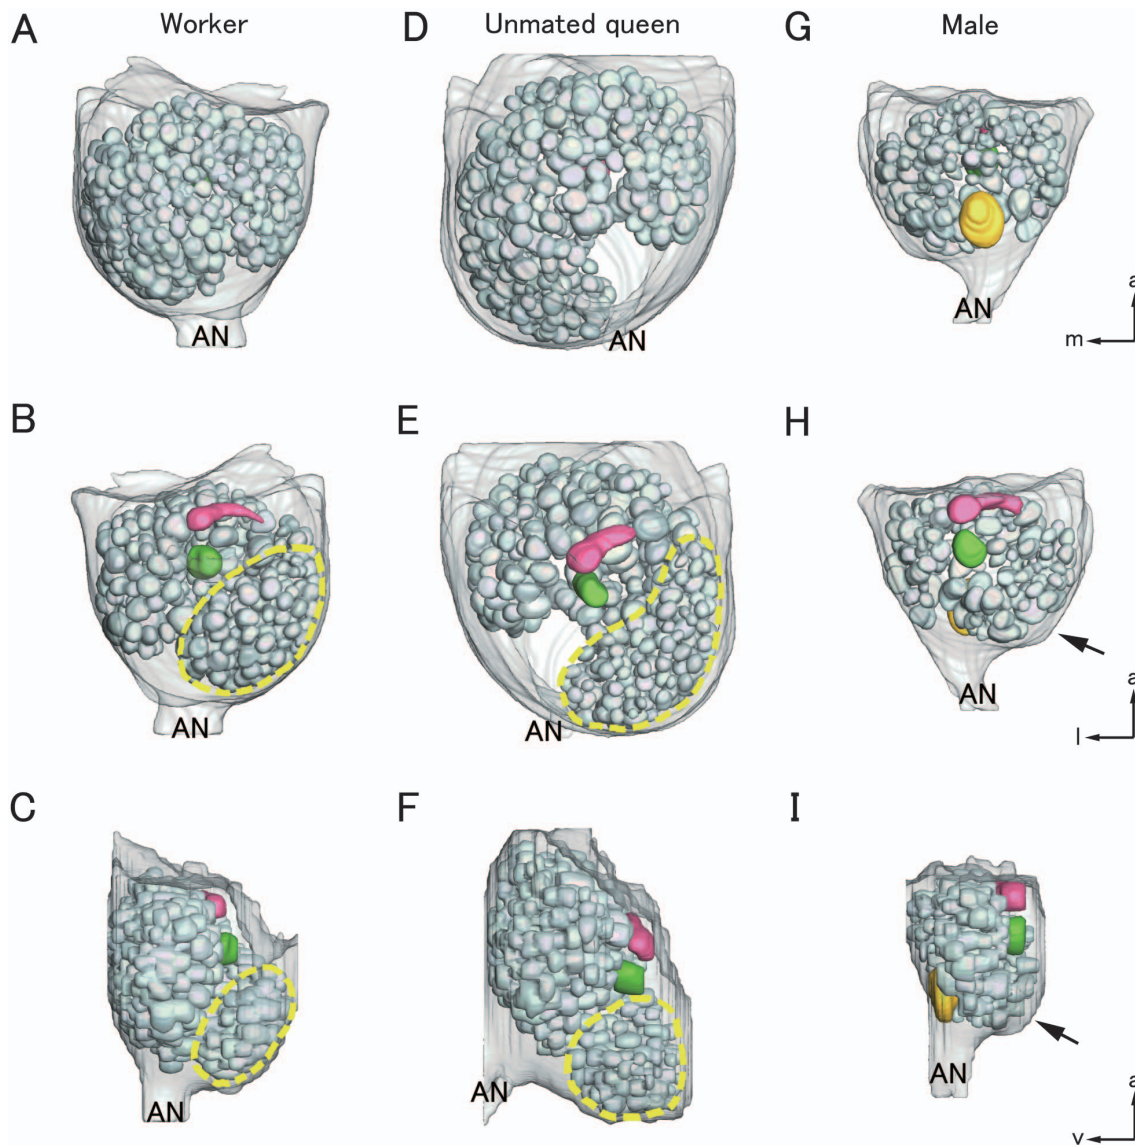 A Worker D Unmated queen G Male
a
AN AN AN
m
B E H
a
AN AN AN
l
C F I
AN AN AN
a
v